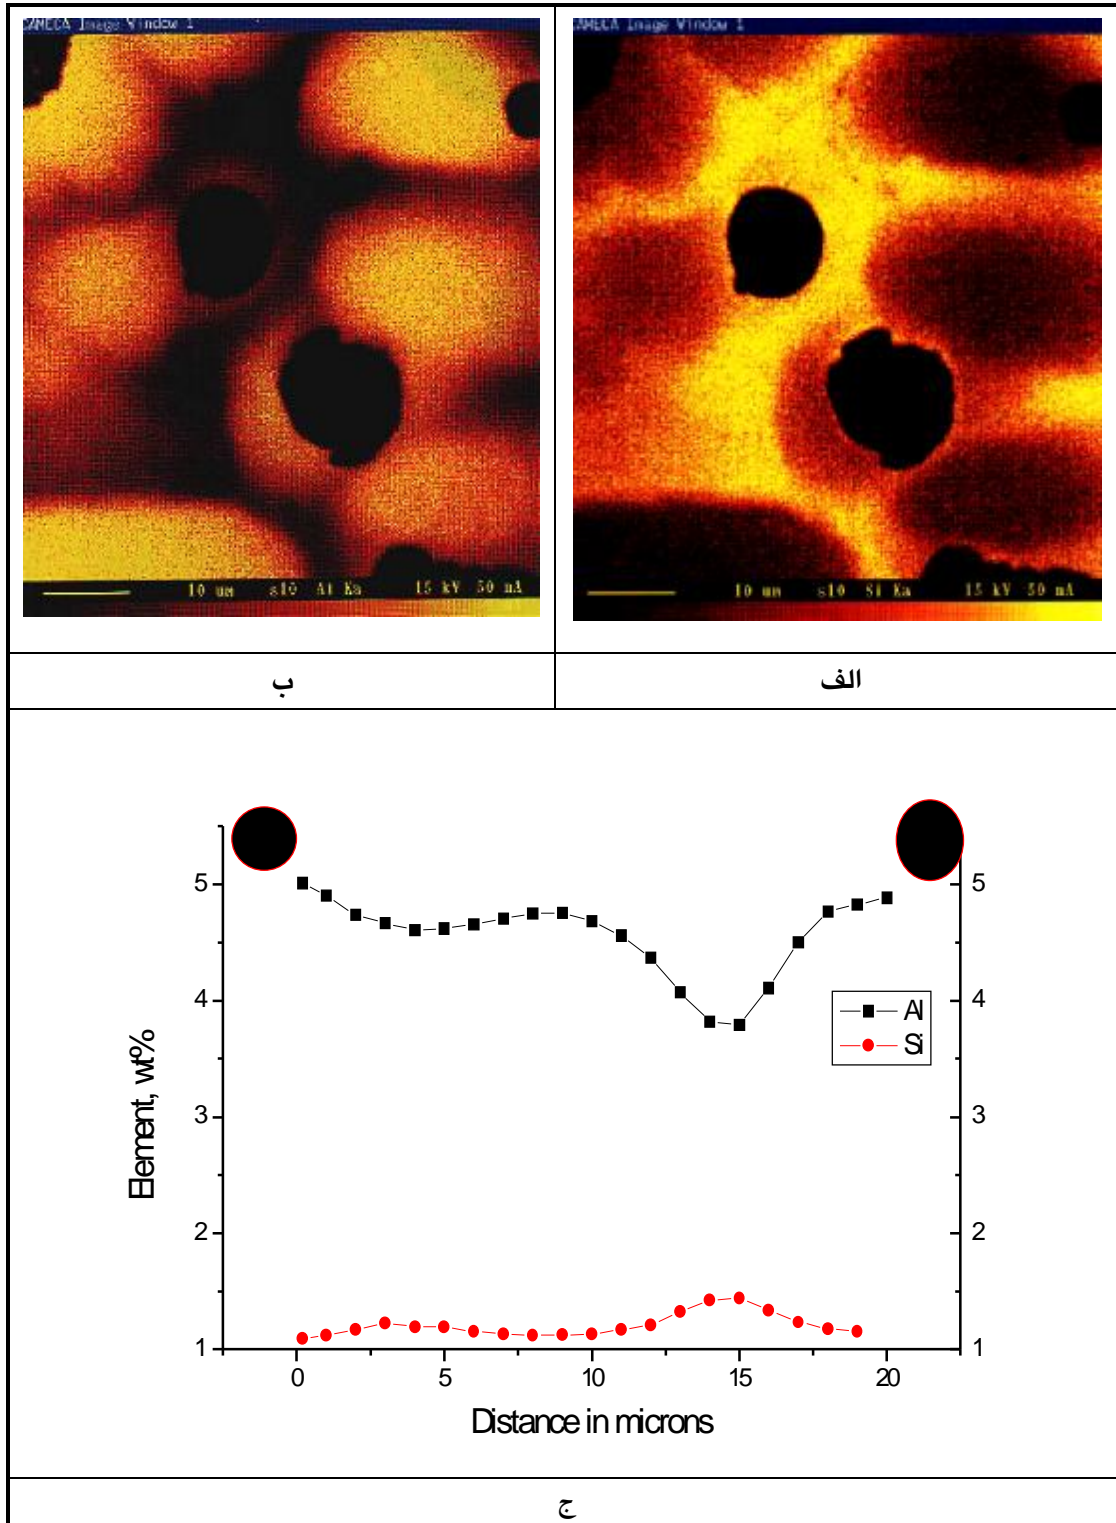 CAMECA Image Window 1
CAMECA Image Window 1
10 um s10 Al Ka 15 kV 50 nA
10 um s10 Si Ka 15 kV 50 nA
ب
الف
Element, wt%
5
4
3
2
1
5
4
3
2
1
Al
Si
0
5
10
15
20
Distance in microns
ج